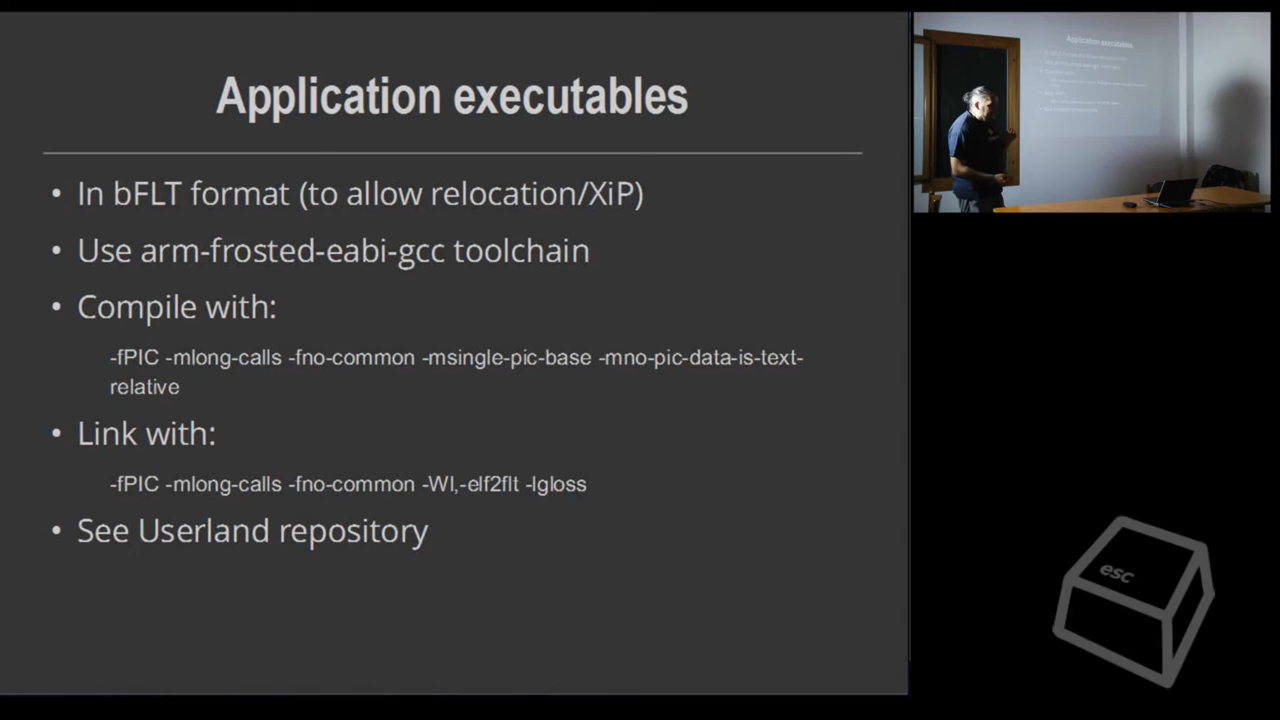 Application executables
• In bFLT format (to allow relocation/XiP)
• Use arm-frosted-eabi-gcc toolchain
• Compile with:
-fPIC -mlong-calls -fno-common -msingle-pic-base -mno-pic-data-is-text-
relative
• Link with:
-fPIC -mlong-calls -fno-common -Wl,-elf2flt -lgloss
• See Userland repository
Application executables
esc